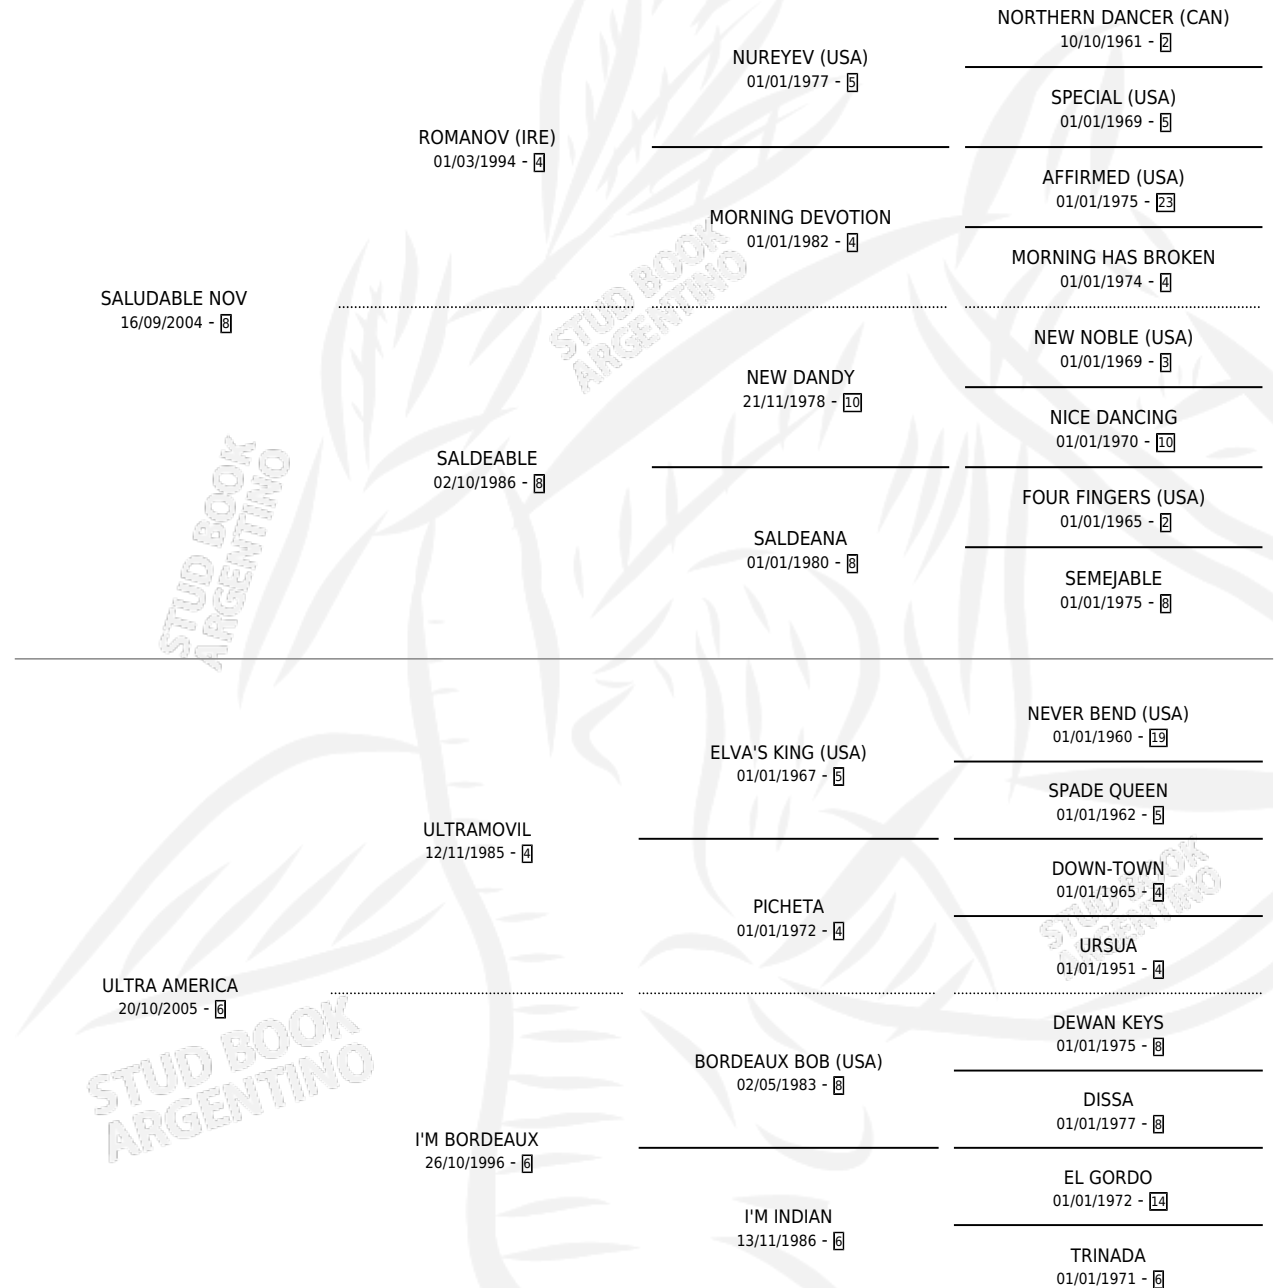 NORTHERN DANCER (CAN)
10/10/1961 - 2
NUREYEV (USA)
01/01/1977 - 5
SPECIAL (USA)
01/01/1969 - 5
ROMANOV (IRE)
01/03/1994 - 4
AFFIRMED (USA)
01/01/1975 - 23
MORNING DEVOTION
01/01/1982 - 4
MORNING HAS BROKEN
01/01/1974 - 4
SALUDABLE NOV
16/09/2004 - 8
STUD BOOK
ARGENTINO
NEW NOBLE (USA)
01/01/1969 - 3
NEW DANDY
21/11/1978 - 10
NICE DANCING
01/01/1970 - 10
SALDEABLE
02/10/1986 - 8
FOUR FINGERS (USA)
01/01/1965 - 2
SALDEANA
01/01/1980 - 8
SEMEJABLE
01/01/1975 - 8
STUD BOOK
ARGENTINO
NEVER BEND (USA)
01/01/1960 - 19
ELVA'S KING (USA)
01/01/1967 - 5
SPADE QUEEN
01/01/1962 - 5
ULTRAMOVIL
12/11/1985 - 4
DOWN-TOWN
01/01/1965 - 4
PICHETA
01/01/1972 - 4
STUD BOOK
ARGENTINO
URSUA
01/01/1951 - 4
ULTRA AMERICA
20/10/2005 - 6
STUD BOOK
ARGENTINO
DEWAN KEYS
01/01/1975 - 8
BORDEAUX BOB (USA)
02/05/1983 - 8
DISSA
01/01/1977 - 8
I'M BORDEAUX
26/10/1996 - 6
EL GORDO
01/01/1972 - 14
I'M INDIAN
13/11/1986 - 6
TRINADA
01/01/1971 - 6